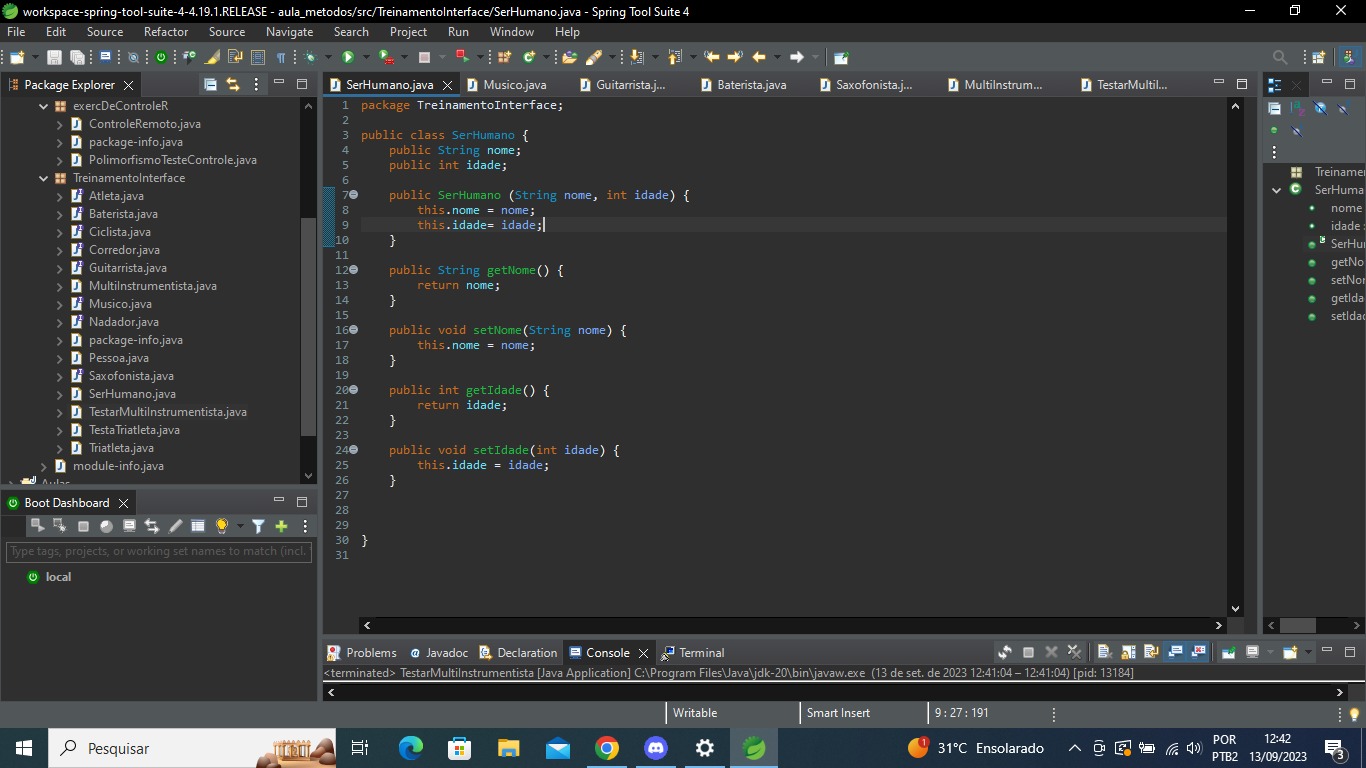 workspace-spring-tool-suite-4-4.19.1.RELEASE - aula_metodos/src/TreinamentoInterface/SerHumano.java - Spring Tool Suite 4
File Edit Source Refactor Source Navigate Search Project Run Window Help
Package Explorer
exercDeControleR
ControleRemoto.java
package-info.java
PolimorfismoTesteControle.java
TreinamentoInterface
Atleta.java
Baterista.java
Ciclista.java
Corredor.java
Guitarrista.java
MultiInstrumentista.java
Musico.java
Nadador.java
package-info.java
Pessoa.java
Saxofonista.java
SerHumano.java
TestarMultiInstrumentista.java
TestaTriatleta.java
Triatleta.java
module-info.java
Aulas
Boot Dashboard
Type tags, projects, or working set names to match (incl.
local
SerHumano.java Musico.java Guitarrista.j... Baterista.java Saxofonista.j... MultiInstrum... TestarMultil...
1 package TreinamentoInterface;
2
3 public class SerHumano {
4 public String nome;
5 public int idade;
6
7 public SerHumano (String nome, int idade) {
8 this.nome = nome;
9 this.idade= idade;
10 }
11
12 public String getNome() {
13 return nome;
14 }
15
16 public void setNome(String nome) {
17 this.nome = nome;
18 }
19
20 public int getIdade() {
21 return idade;
22 }
23
24 public void setIdade(int idade) {
25 this.idade = idade;
26 }
27
28
29
30 }
31
Treiname
SerHuma
nome
idade :
SerHu
getNo
setNor
getIda
setIdac
Problems Javadoc Declaration Console Terminal
<terminated> TestarMultiInstrumentista [Java Application] C:\Program Files\Java\jdk-20\bin\javaw.exe (13 de set. de 2023 12:41:04 – 12:41:04) [pid: 13184]
Writable Smart Insert 9 : 27 : 191
Pesquisar
1
31°C Ensolarado
POR
PTB2
12:42
13/09/2023
3